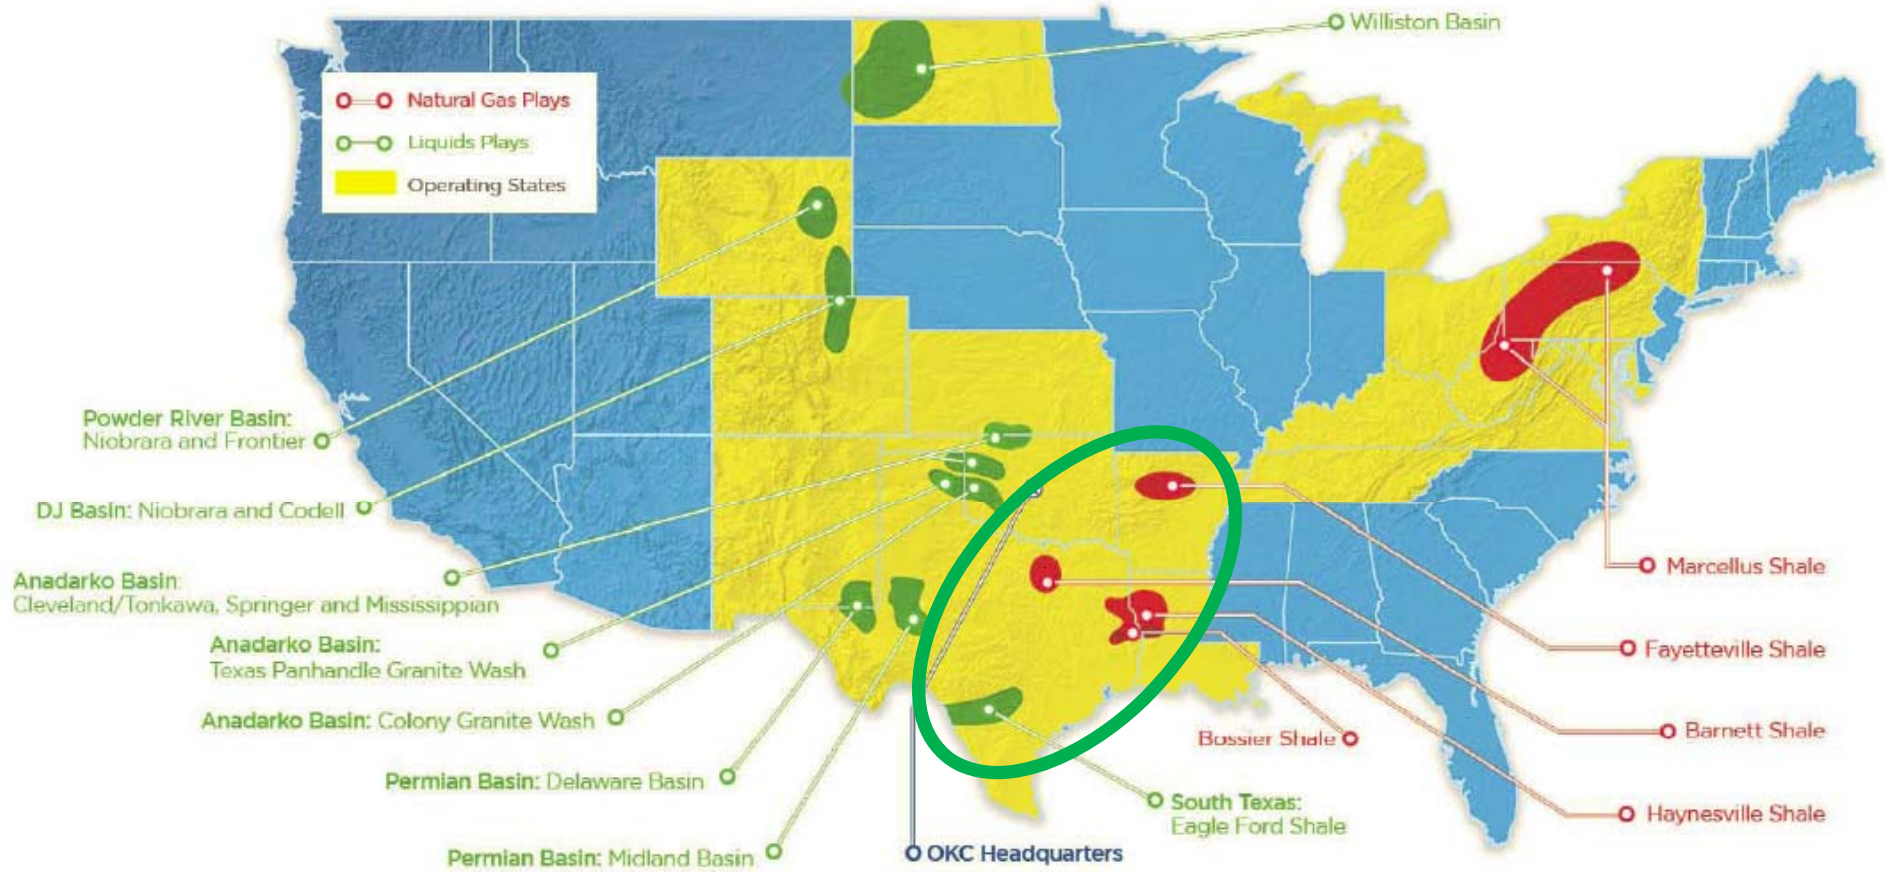 Williston Basin
Natural Gas Plays
Liquids Plays
Operating States
Powder River Basin:
Niobrara and Frontier
DJ Basin: Niobrara and Codell
Anadarko Basin:
Cleveland/Tonkawa, Springer and Mississippian
Anadarko Basin:
Texas Panhandle Granite Wash
Anadarko Basin: Colony Granite Wash
Permian Basin: Delaware Basin
Permian Basin: Midland Basin
OKC Headquarters
South Texas:
Eagle Ford Shale
Bossier Shale
Marcellus Shale
Fayetteville Shale
Barnett Shale
Haynesville Shale